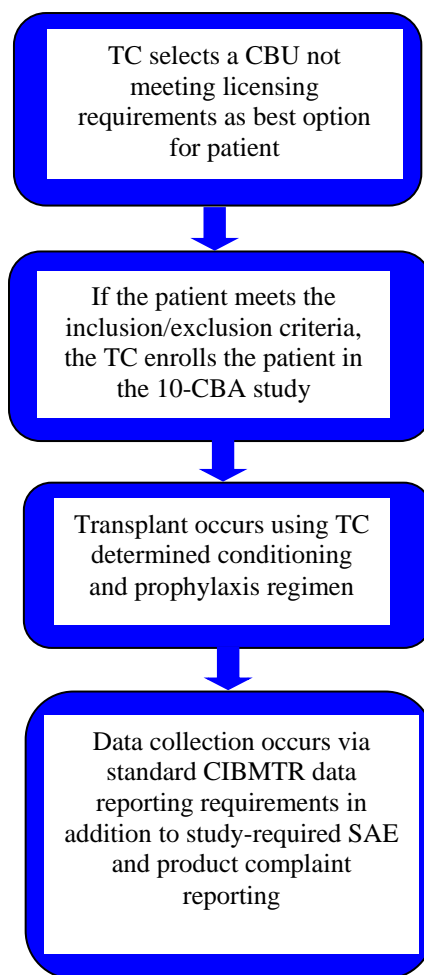 TC selects a CBU not
meeting licensing
requirements as best option
for patient
If the patient meets the
inclusion/exclusion criteria,
the TC enrolls the patient in
the 10-CBA study
Transplant occurs using TC
determined conditioning
and prophylaxis regimen
Data collection occurs via
standard CIBMTR data
reporting requirements in
addition to study-required SAE
and product complaint
reporting